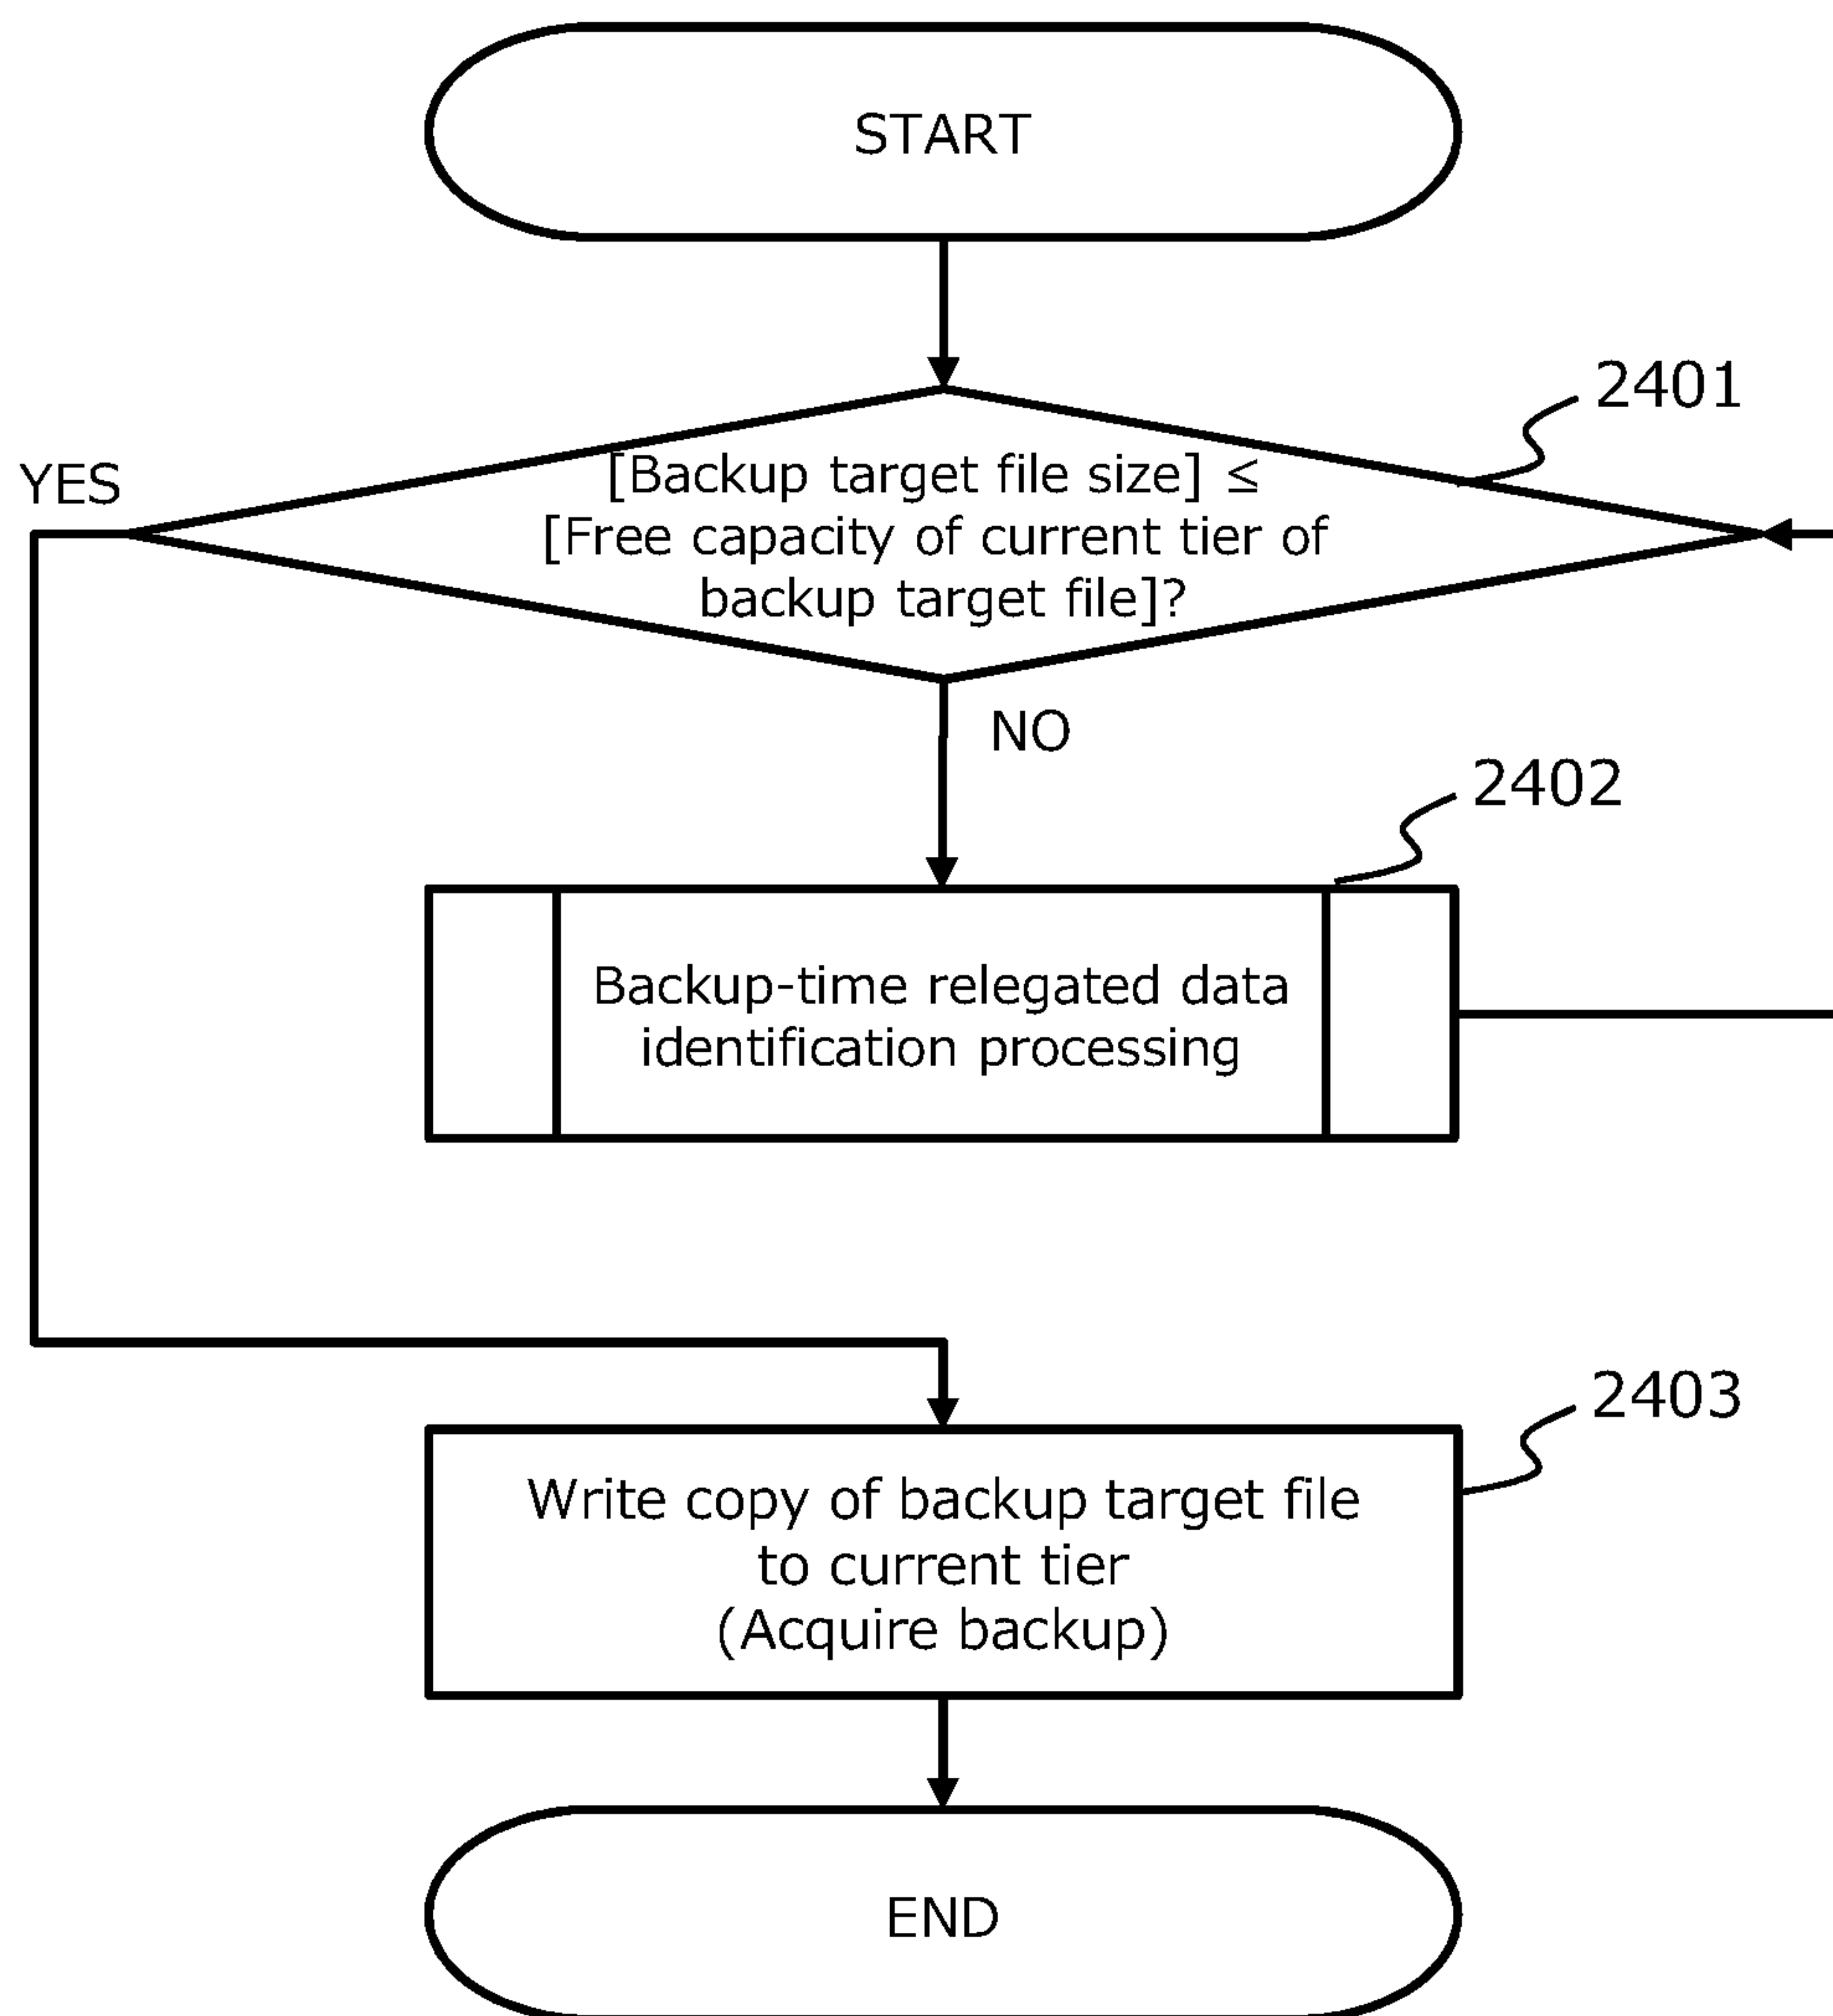 START
2401
YES
[Backup target file size] ≤
[Free capacity of current tier of
backup target file]?
NO
2402
Backup-time relegated data
identification processing
2403
Write copy of backup target file
to current tier
(Acquire backup)
END